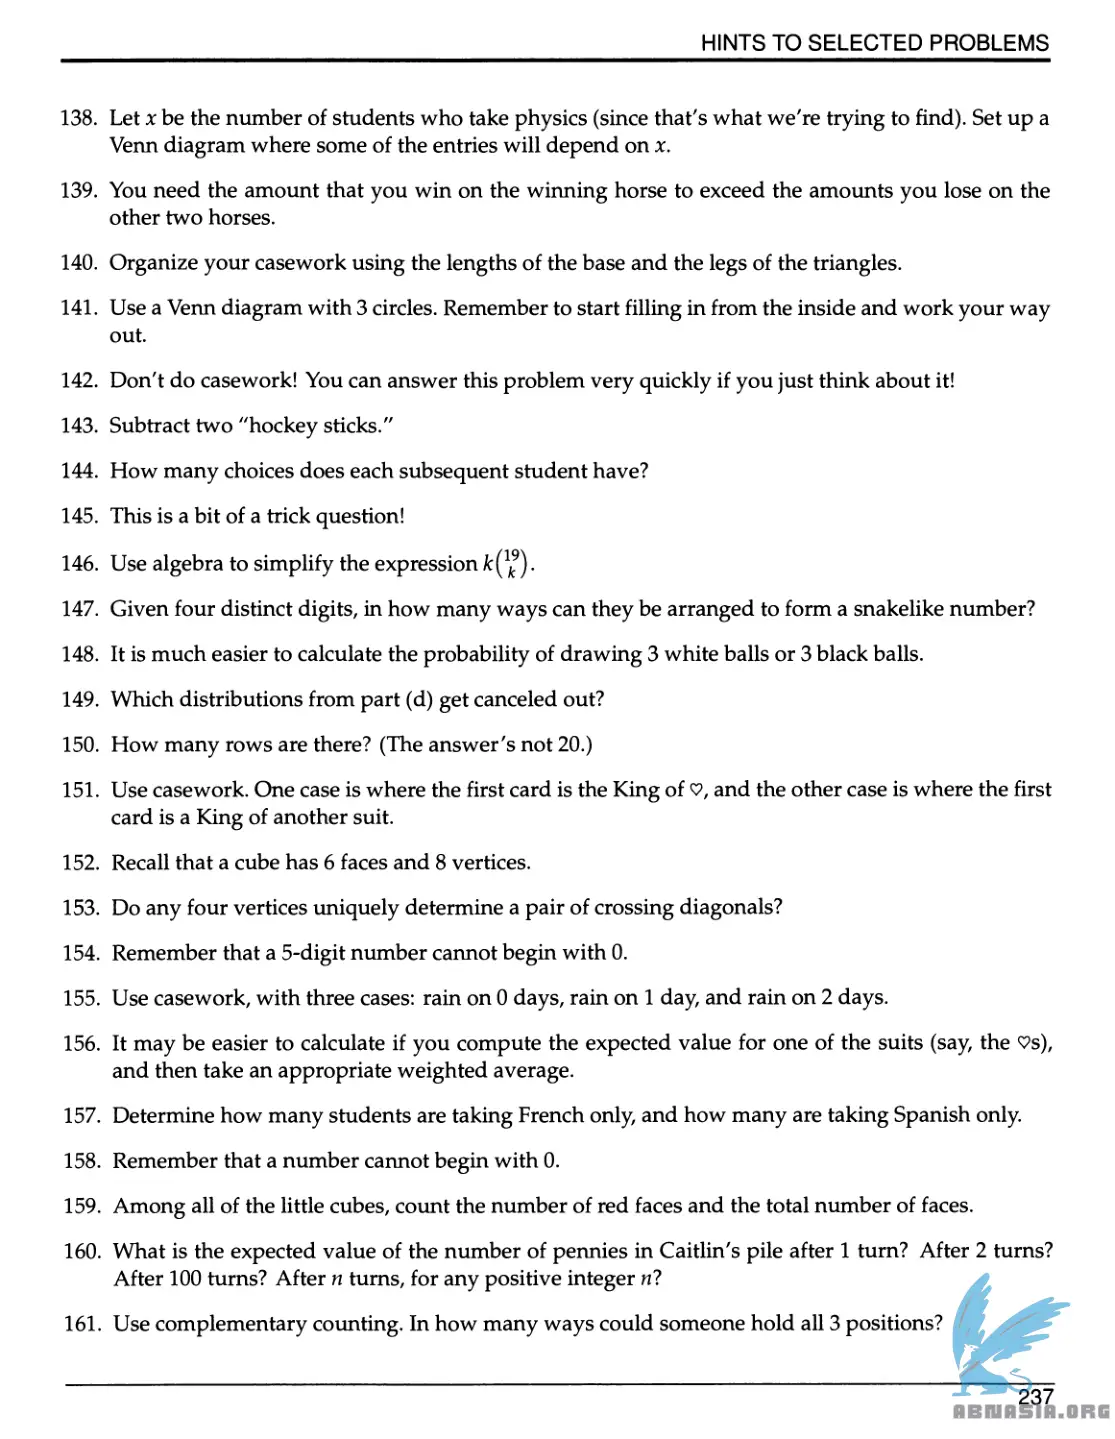 HINTS TO SELECTED PROBLEMS
138. Let x be the number of students who take physics (since that's what we're trying to find). Set up a
Venn diagram where some of the entries will depend on x.
139. You need the amount that you win on the winning horse to exceed the amounts you lose on the
other two horses.
140. Organize your casework using the lengths of the base and the legs of the triangles.
141. Use a Venn diagram with 3 circles. Remember to start filling in from the inside and work your way
out.
142. Don't do casework! You can answer this problem very quickly if you just think about it!
143. Subtract two "hockey sticks."
144. How many choices does each subsequent student have?
145. This is a bit of a trick question!
146. Use algebra to simplify the expression k(19 k).
147. Given four distinct digits, in how many ways can they be arranged to form a snakelike number?
148. It is much easier to calculate the probability of drawing 3 white balls or 3 black balls.
149. Which distributions from part (d) get canceled out?
150. How many rows are there? (The answer's not 20.)
151. Use casework. One case is where the first card is the King of ♡, and the other case is where the first
card is a King of another suit.
152. Recall that a cube has 6 faces and 8 vertices.
153. Do any four vertices uniquely determine a pair of crossing diagonals?
154. Remember that a 5-digit number cannot begin with 0.
155. Use casework, with three cases: rain on 0 days, rain on 1 day, and rain on 2 days.
156. It may be easier to calculate if you compute the expected value for one of the suits (say, the ♡s),
and then take an appropriate weighted average.
157. Determine how many students are taking French only, and how many are taking Spanish only.
158. Remember that a number cannot begin with 0.
159. Among all of the little cubes, count the number of red faces and the total number of faces.
160. What is the expected value of the number of pennies in Caitlin's pile after 1 turn? After 2 turns?
After 100 turns? After n turns, for any positive integer n?
161. Use complementary counting. In how many ways could someone hold all 3 positions?
237
ABNASIA.ORG